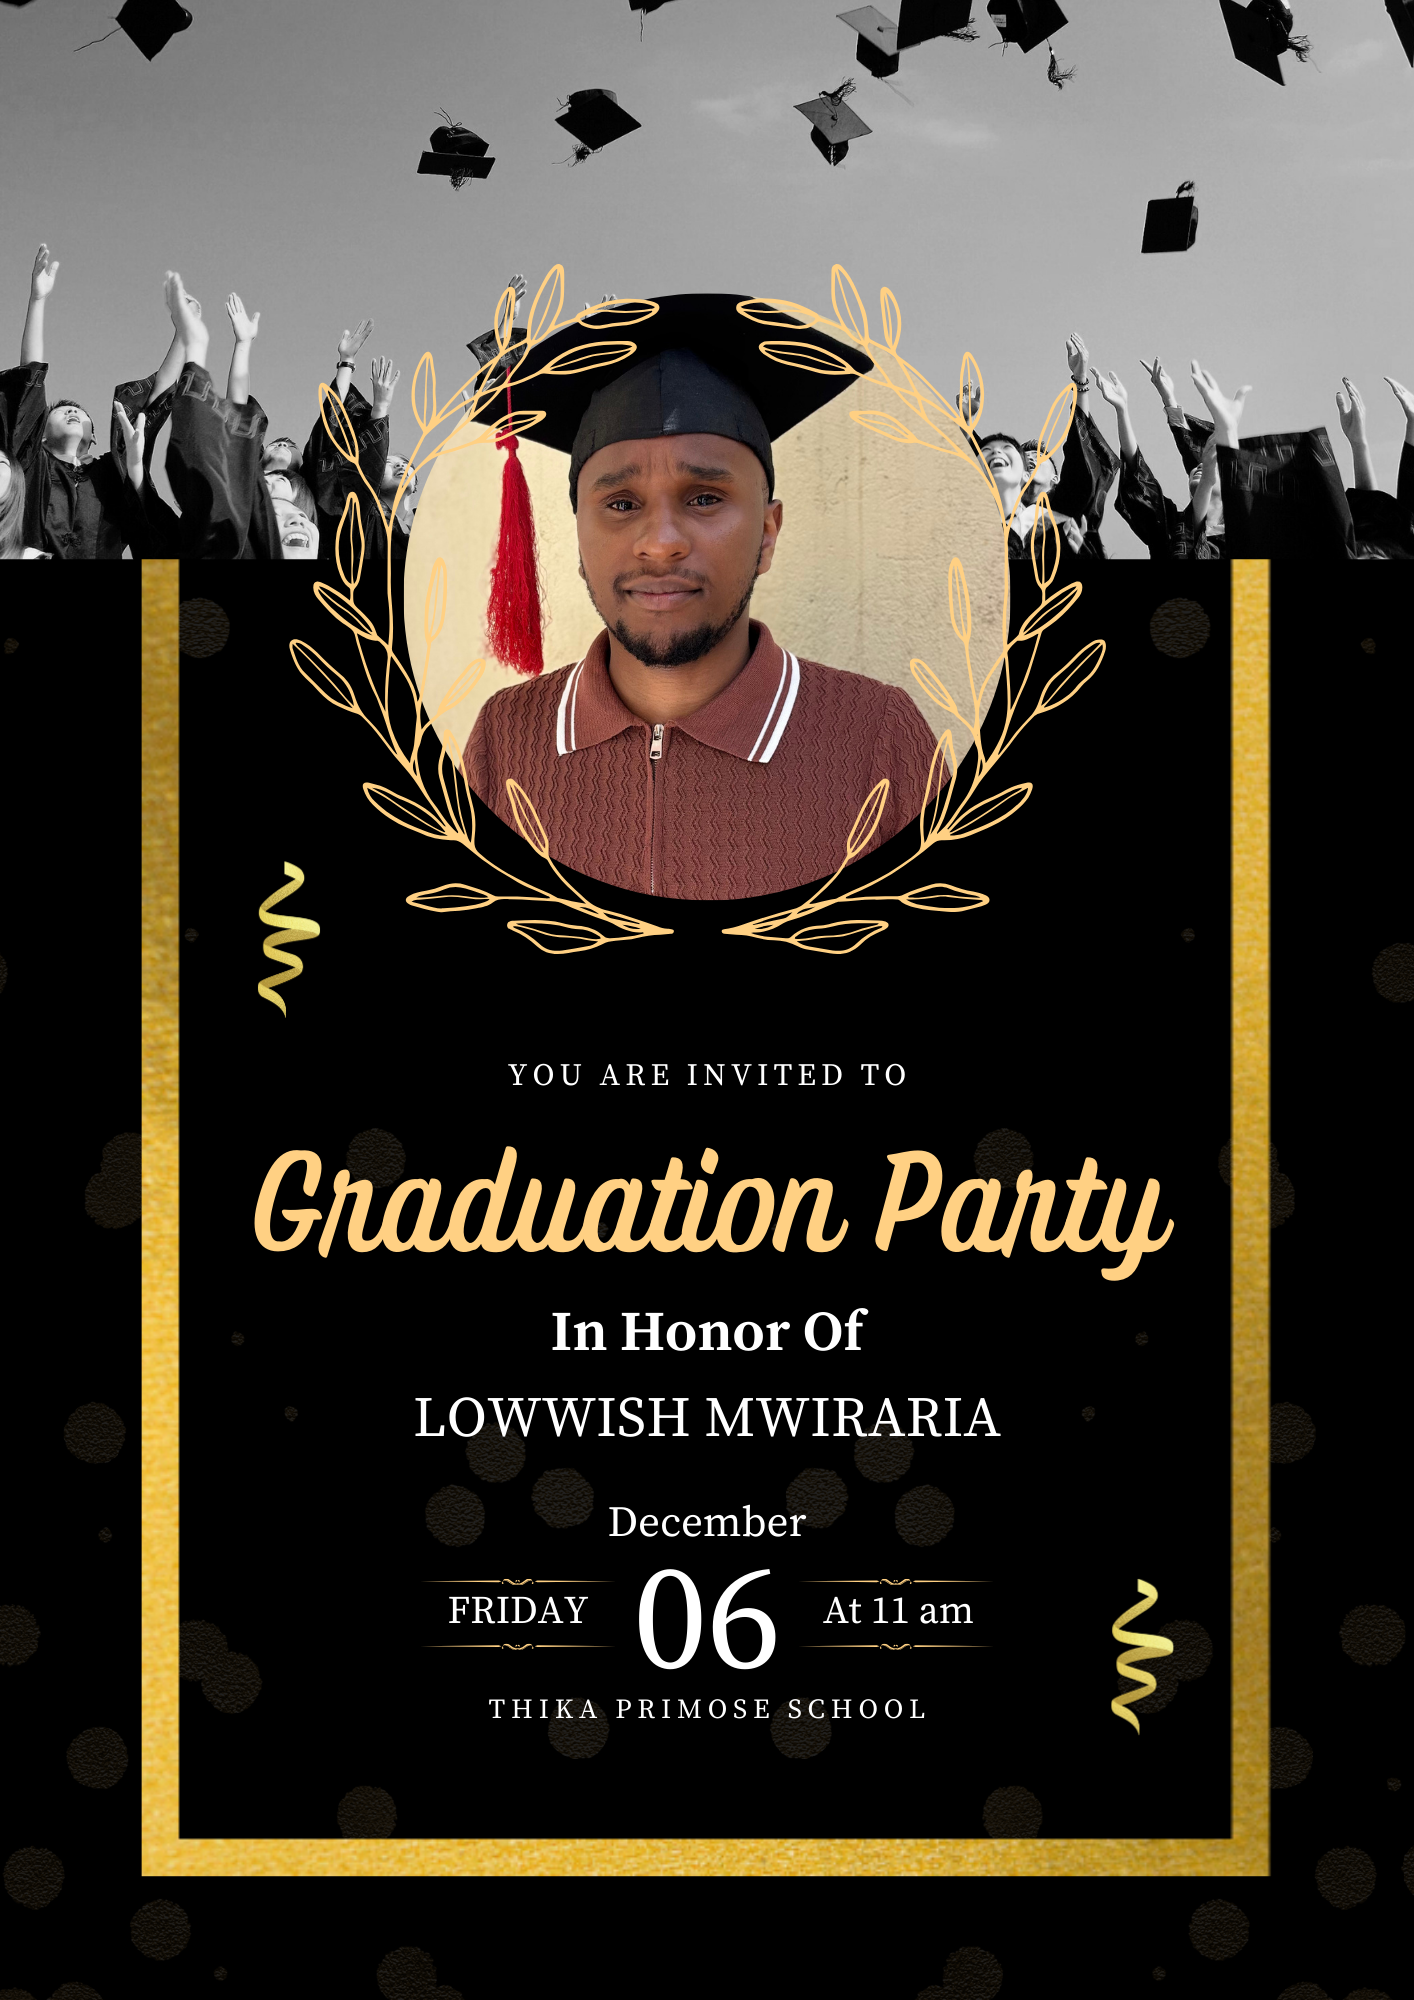 YOU ARE INVITED TO
Graduation Party
In Honor Of
LOWWISH MWIRARIA
December
FRIDAY 06 At 11 am
THIKA PRIMOSE SCHOOL